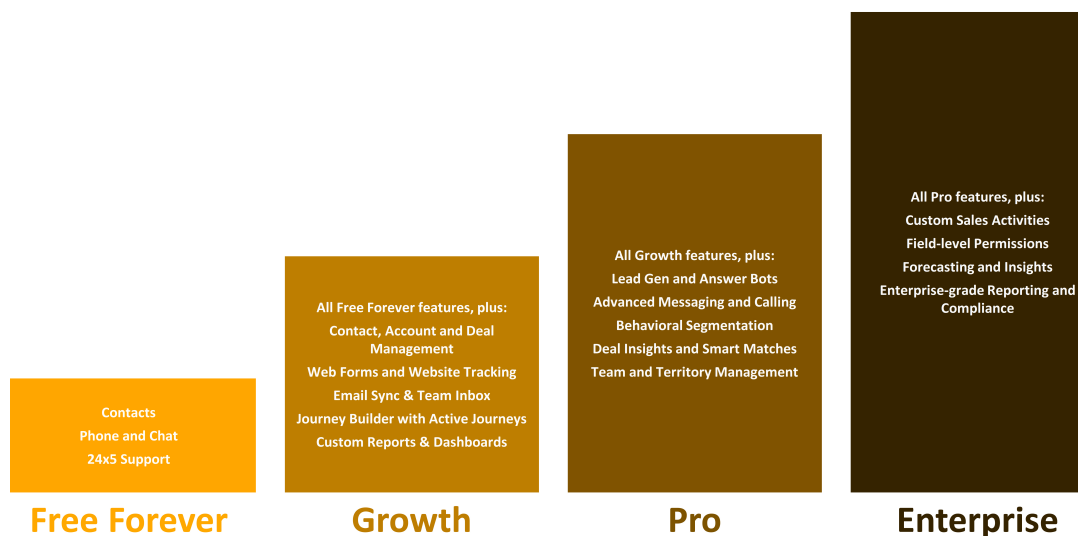 Contacts
Phone and Chat
24x5 Support
Free Forever
All Free Forever features, plus:
Contact, Account and Deal
Management
Web Forms and Website Tracking
Email Sync & Team Inbox
Journey Builder with Active Journeys
Custom Reports & Dashboards
Growth
All Growth features, plus:
Lead Gen and Answer Bots
Advanced Messaging and Calling
Behavioral Segmentation
Deal Insights and Smart Matches
Team and Territory Management
Pro
All Pro features, plus:
Custom Sales Activities
Field-level Permissions
Forecasting and Insights
Enterprise-grade Reporting and
Compliance
Enterprise